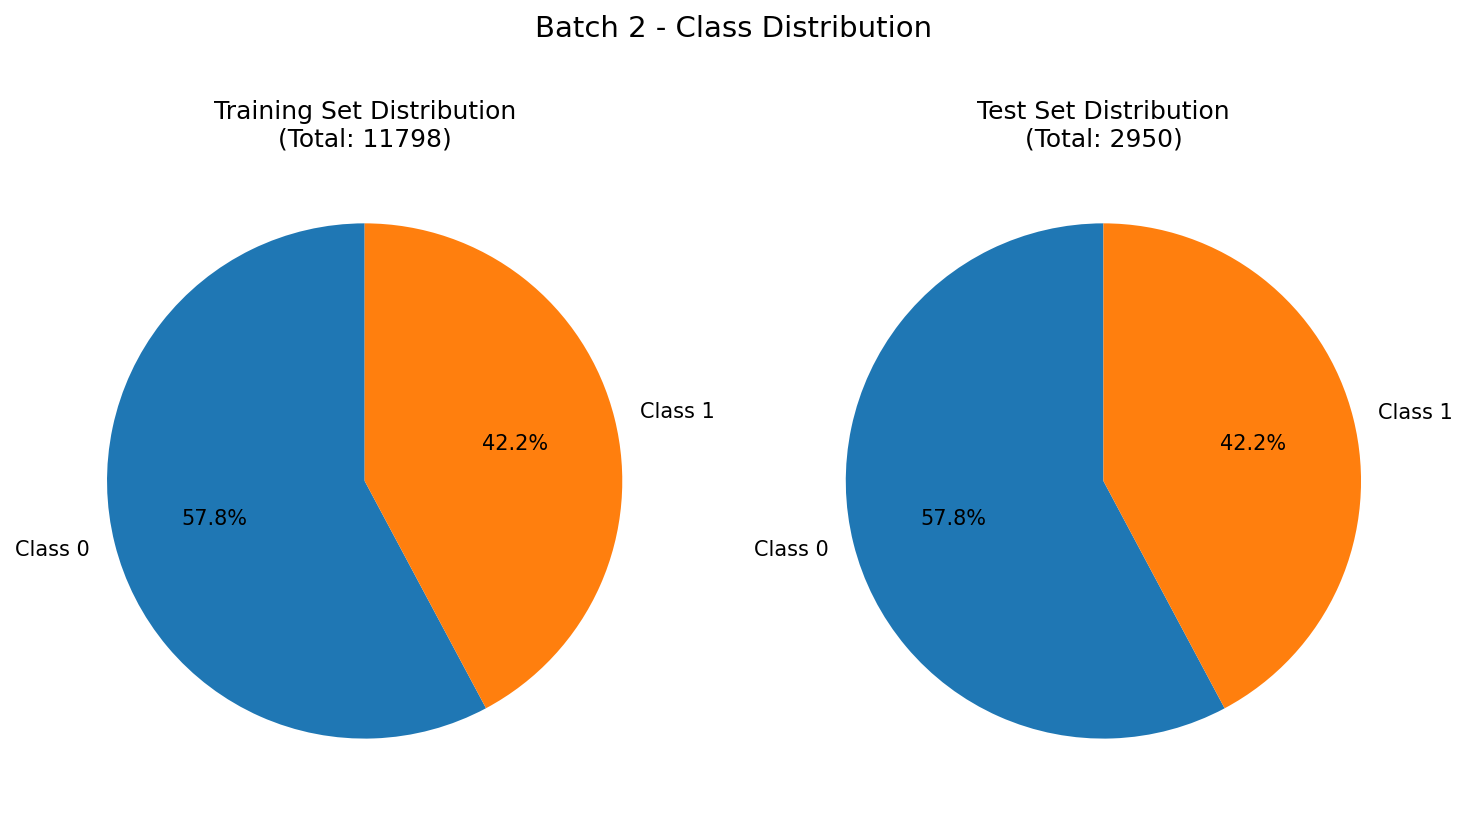 Batch 2 - Class Distribution
Training Set Distribution
(Total: 11798)
Class 1
42.2%
57.8%
Class 0
Test Set Distribution
(Total: 2950)
Class 1
42.2%
57.8%
Class 0